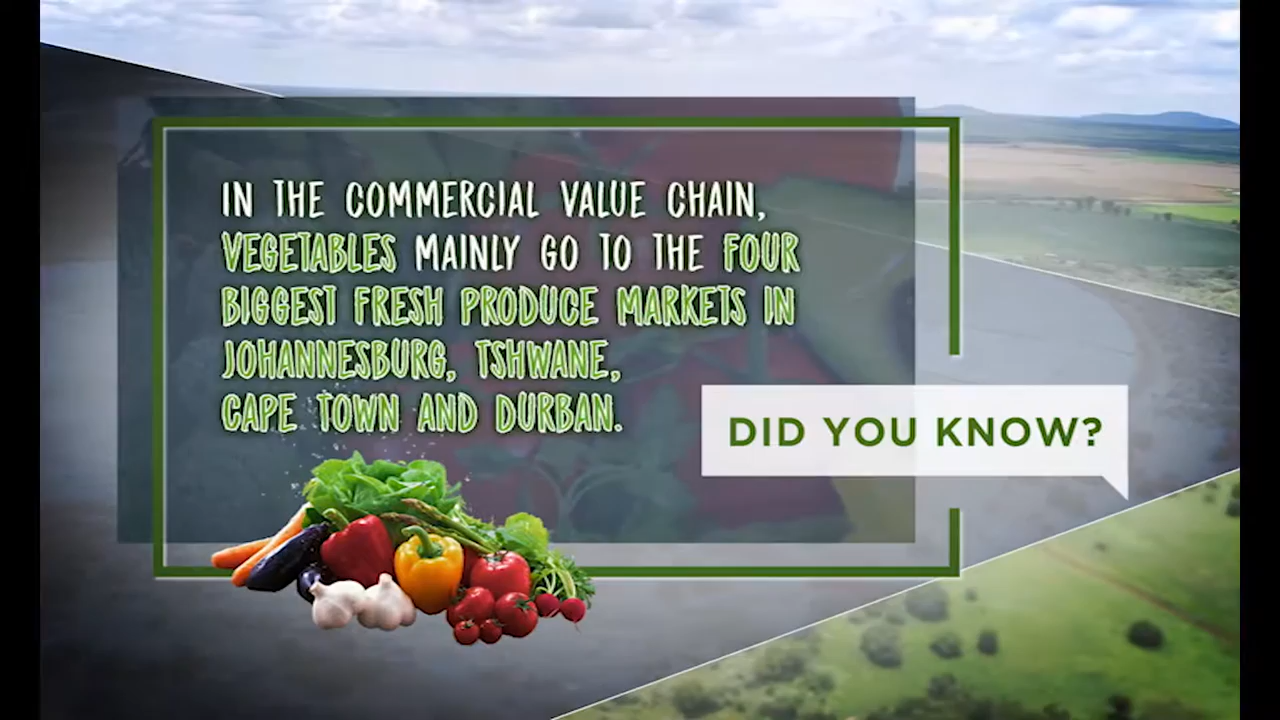 IN THE COMMERCIAL VALUE CHAIN,
VEGETABLES MAINLY GO TO THE FOUR
BIGGEST FRESH PRODUCE MARKETS IN
JOHANNESBURG, TSHWANE,
CAPE TOWN AND DURBAN.
DID YOU KNOW?